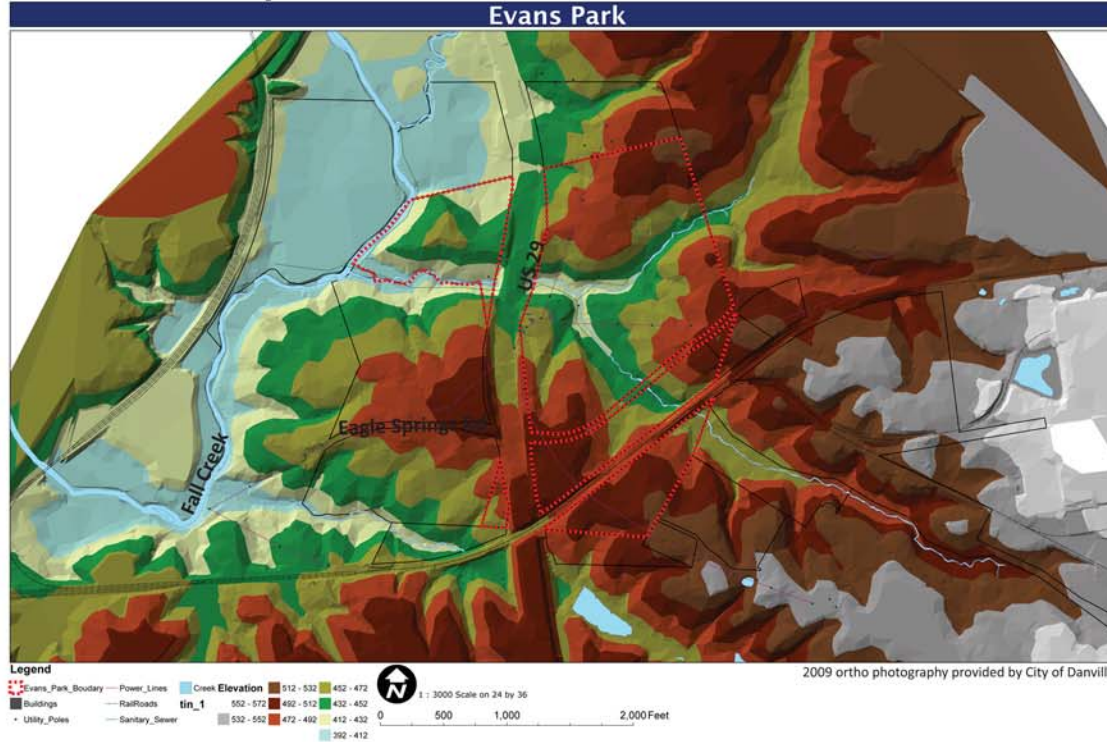 Evans Park
US 29
Eagle Springs
Fall Creek
Legend
Evans_Park_Boudary
Buildings
Utility_Poles
Power_Lines
RailRoads
Sanitary_Sewer
Creek
Elevation
tin_1
552 - 572
532 - 552
512 - 532
492 - 512
472 - 492
452 - 472
432 - 452
412 - 432
392 - 412
N
1 : 3000 Scale on 24 by 36
0 500 1,000 2,000 Feet
2009 ortho photography provided by City of Danvill